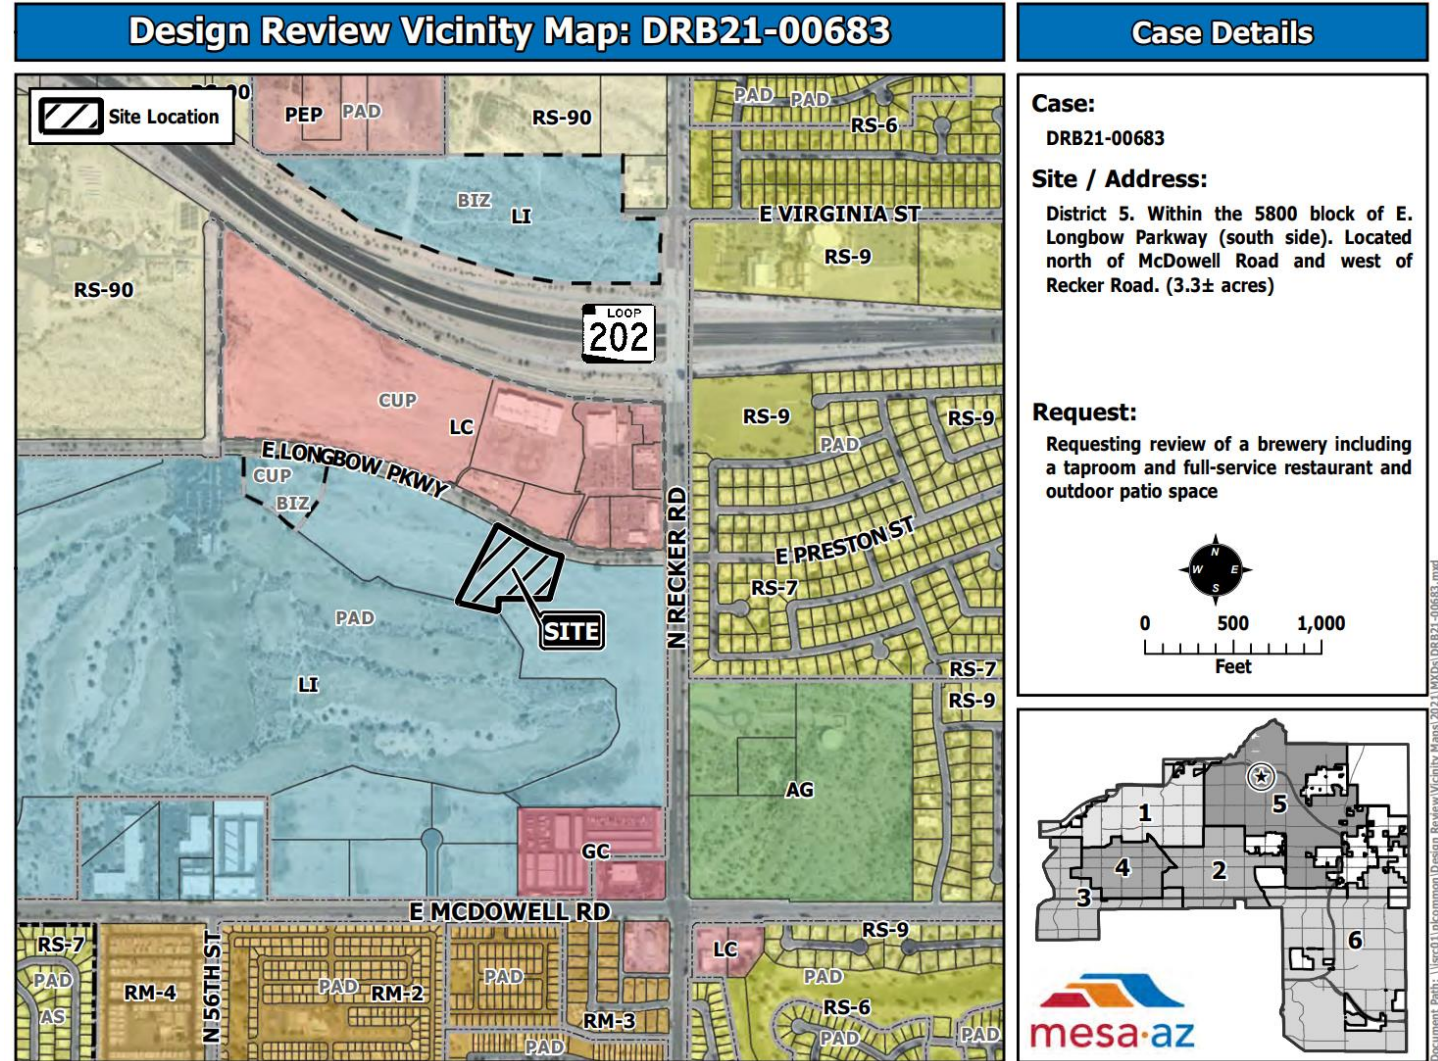 Design Review Vicinity Map: DRB21-00683
Case Details
Site Location
PEP
PAD
RS-90
PAD
PAD
RS-6
BIZ
LI
E VIRGINIA ST
RS-9
RS-90
LOOP
202
CUP
LC
RS-9
RS-9
PAD
E LONGBOW PKWY
CUP
BIZ
N RECKER RD
E PRESTON ST
RS-7
SITE
PAD
LI
RS-7
RS-9
AG
GC
E MCDOWELL RD
RS-7
PAD
AS
RM-4
N 56TH ST
PAD
RM-2
PAD
RM-3
PAD
LC
RS-9
PAD
RS-6
PAD
PAD
Case:
DRB21-00683
Site / Address:
District 5. Within the 5800 block of E.
Longbow Parkway (south side). Located
north of McDowell Road and west of
Recker Road. (3.3± acres)
Request:
Requesting review of a brewery including
a taproom and full-service restaurant and
outdoor patio space
N
W
E
S
0 500 1,000
Feet
1
5
4
2
3
6
mesa·az